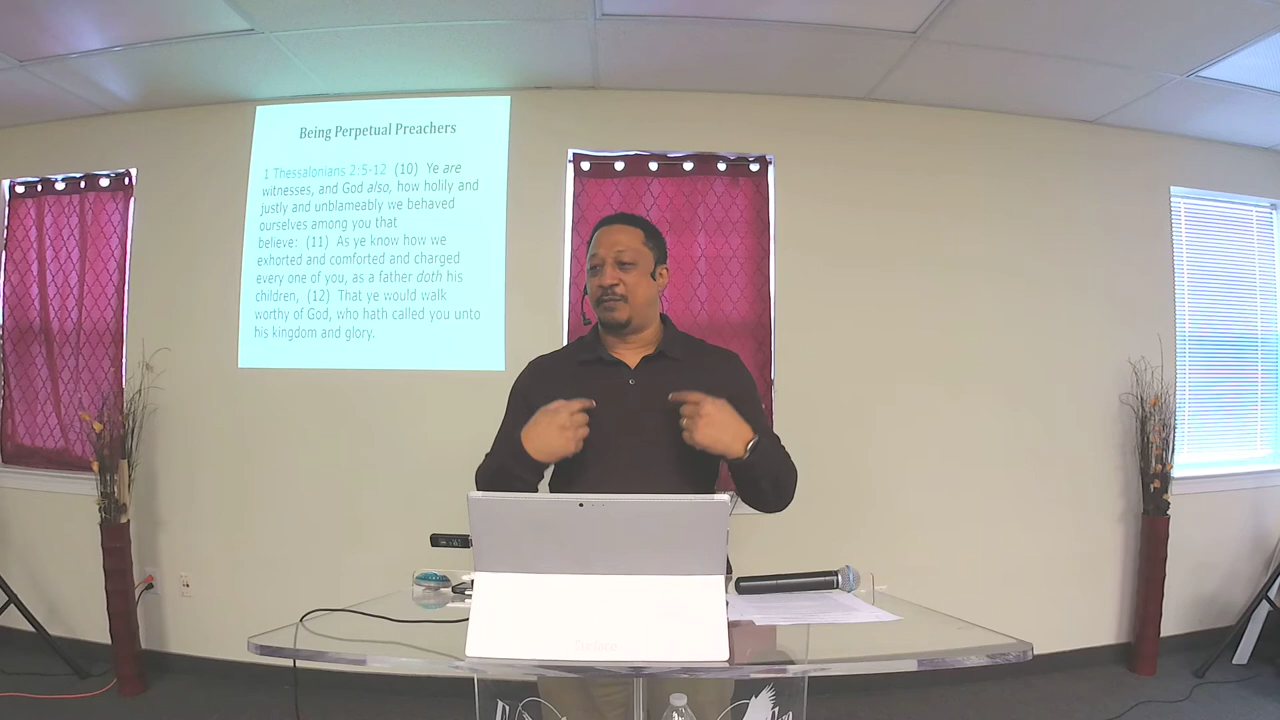 Being Perpetual Preachers
1 Thessalonians 2:5-12 (10) Ye are
witnesses, and God also, how holily and
justly and unblameably we behaved
ourselves among you that
believe: (11) As ye know how we
exhorted and comforted and charged
every one of you, as a father doth his
children, (12) That ye would walk
worthy of God, who hath called you unto
his kingdom and glory.
Surface